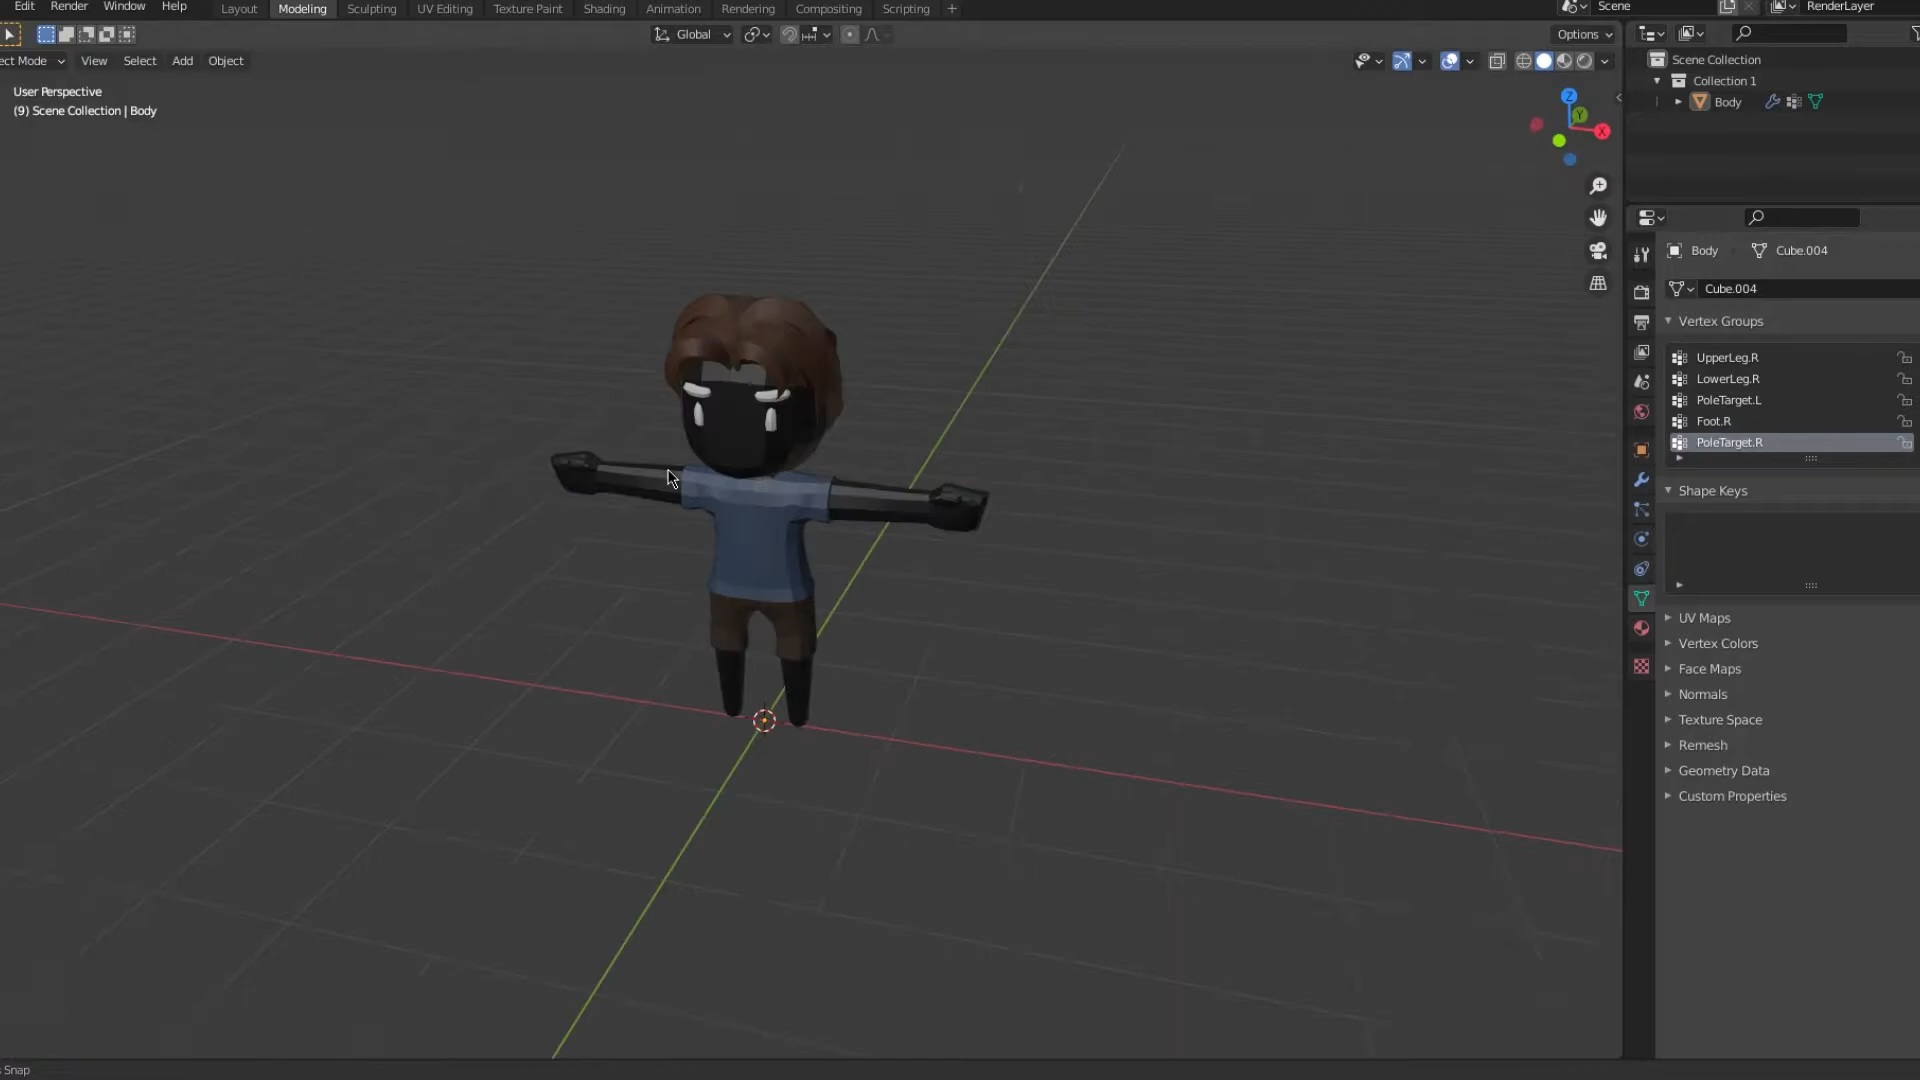 Edit Render Window Help Layout Modeling Sculpting UV Editing Texture Paint Shading Animation Rendering Compositing Scripting + Scene RenderLayer
Global Options
ect Mode View Select Add Object
User Perspective
(9) Scene Collection | Body
Z
Y
X
Scene Collection
Collection 1
Body
Body Cube.004
Cube.004
Vertex Groups
UpperLeg.R
LowerLeg.R
PoleTarget.L
Foot.R
PoleTarget.R
Shape Keys
UV Maps
Vertex Colors
Face Maps
Normals
Texture Space
Remesh
Geometry Data
Custom Properties
Snap